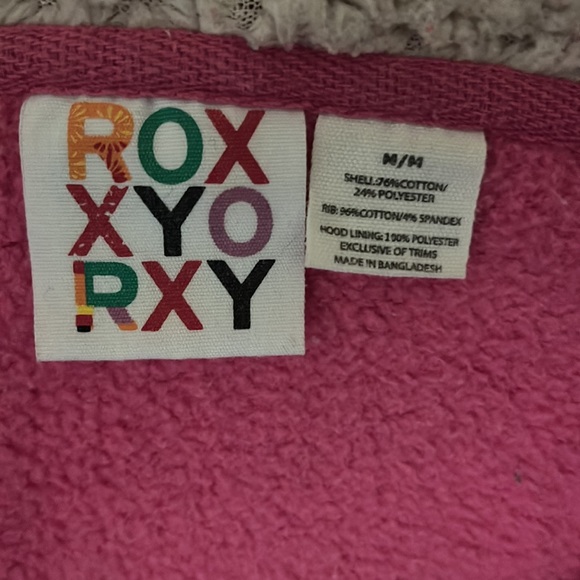 ROX
XYO
RXY
M/M
SHELL:76%COTTON/
24% POLYESTER
RIB: 96%COTTON/4% SPANDEX
HOOD LINING: 100% POLYESTER
EXCLUSIVE OF TRIMS
MADE IN BANGLADESH